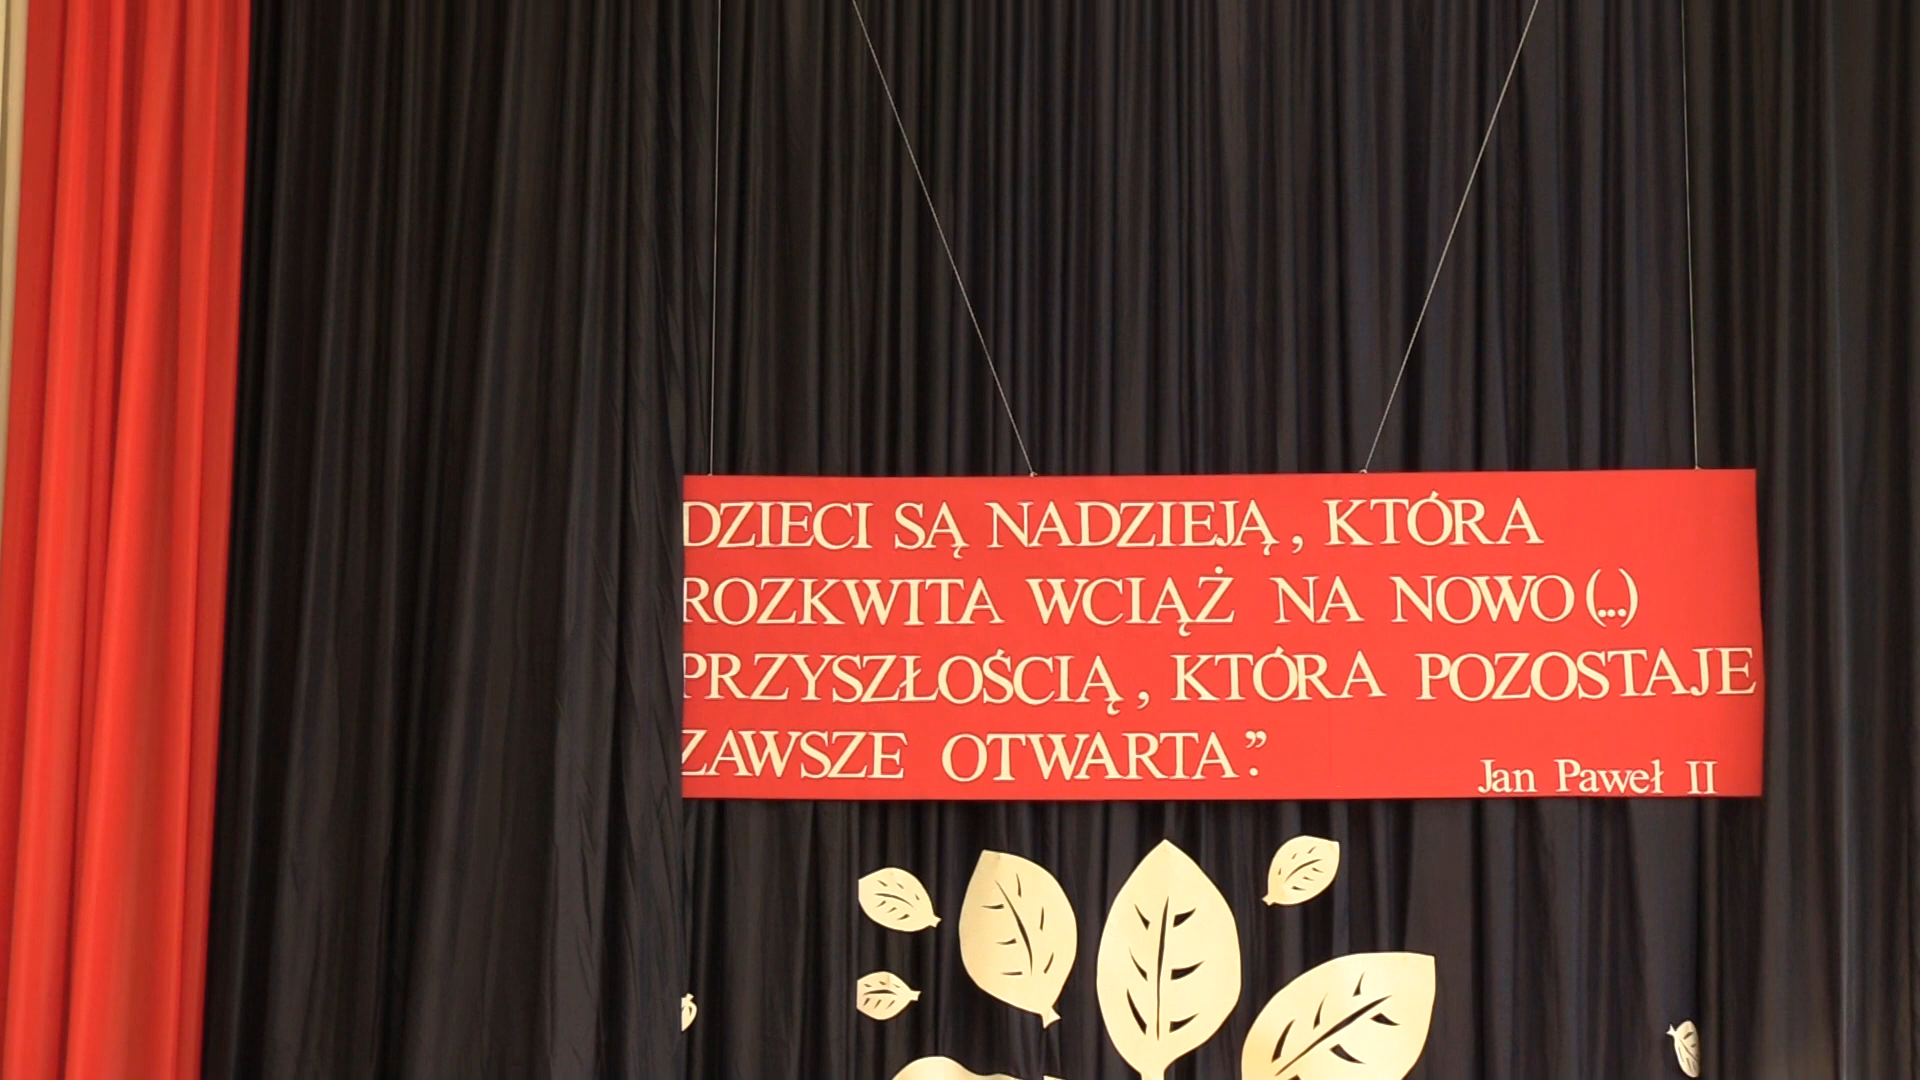 DZIECI SĄ NADZIEJĄ, KTÓRA
ROZKWITA WCIĄŻ NA NOWO (...)
PRZYSZŁOŚCIĄ, KTÓRA POZOSTAJE
ZAWSZE OTWARTA.”
Jan Paweł II